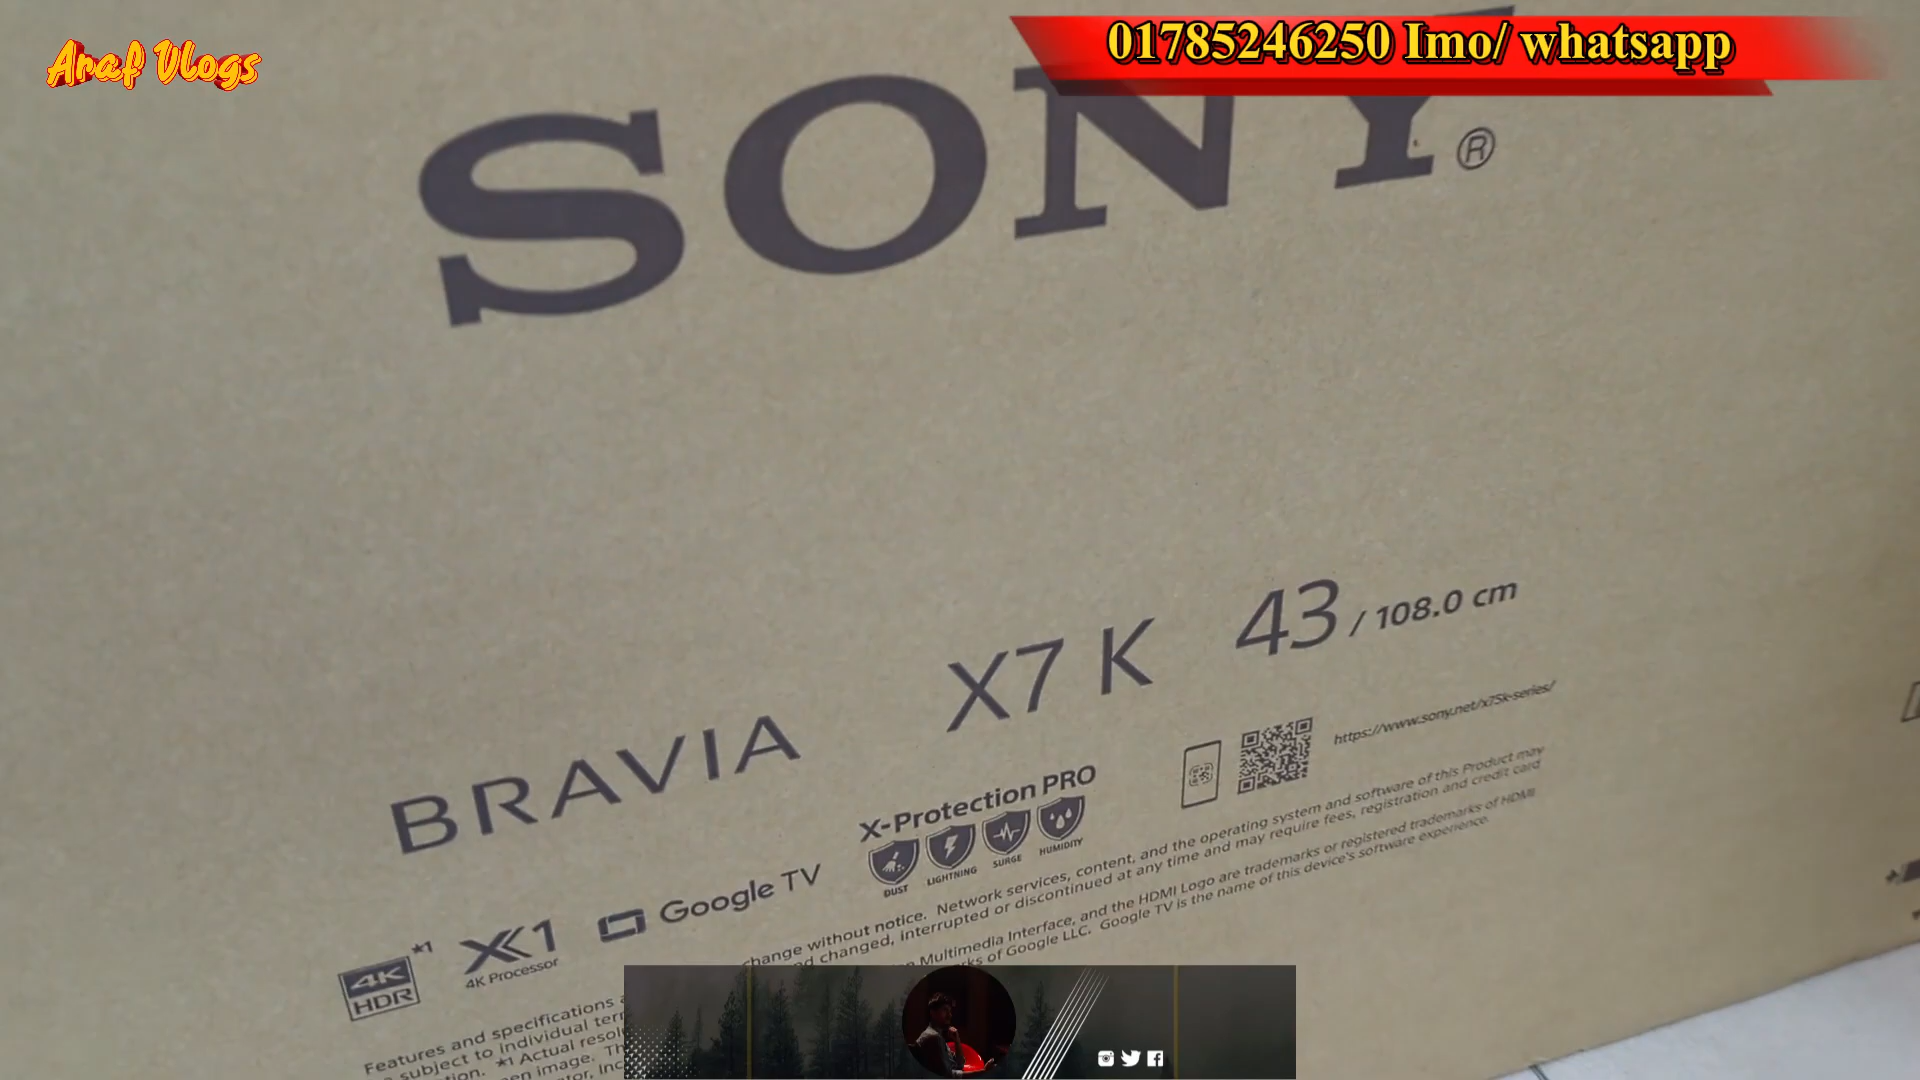 Araf Vlogs
01785246250 Imo/ whatsapp
SONY®
BRAVIA X7 K 43 / 108.0 cm
https://www.sony.net/x75k-series/
X-Protection PRO
DUST LIGHTNING SURGE HUMIDITY
4K HDR *1
X1
4K Processor
Google TV
change without notice. Network services, content, and the operating system and software of this Product may
changed, interrupted or discontinued at any time and may require fees, registration and credit card
Multimedia Interface, and the HDMI Logo are trademarks or registered trademarks of HDMI
of Google LLC. Google TV is the name of this device's software experience.
Features and specifications
subject to individual
*1 Actual
image.